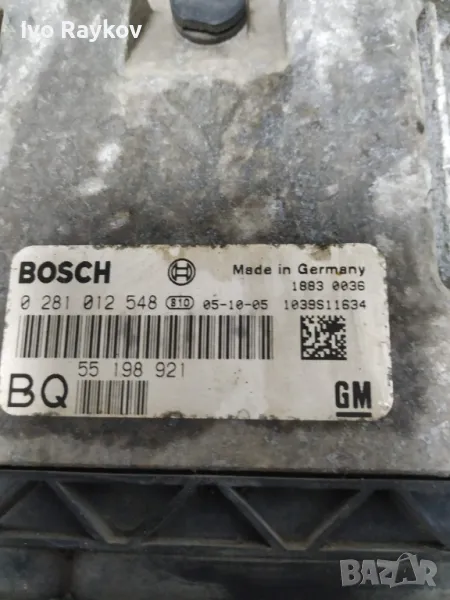 Ivo Raykov
BOSCH
Made in Germany
1883 0036
0 281 012 548 810 05-10-05 1039S11634
55 198 921
BQ
GM
BAZAR